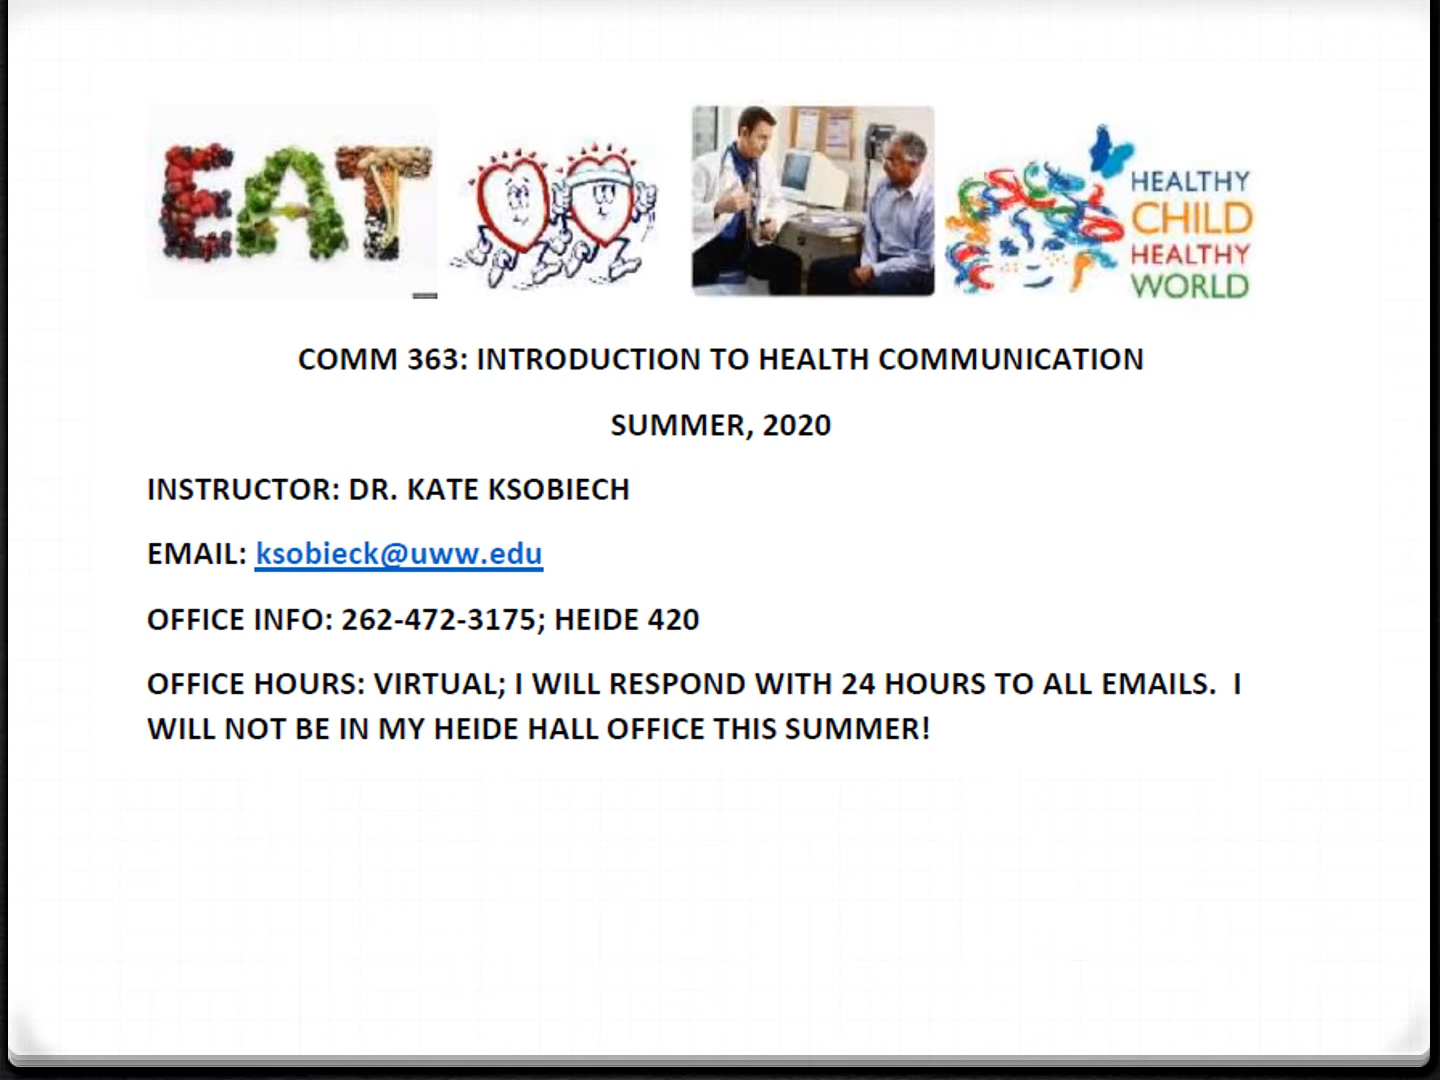 EAT
HEALTHY
CHILD
HEALTHY
WORLD
COMM 363: INTRODUCTION TO HEALTH COMMUNICATION
SUMMER, 2020
INSTRUCTOR: DR. KATE KSOBIECH
EMAIL: ksobieck@uww.edu
OFFICE INFO: 262-472-3175; HEIDE 420
OFFICE HOURS: VIRTUAL; I WILL RESPOND WITH 24 HOURS TO ALL EMAILS.  I
WILL NOT BE IN MY HEIDE HALL OFFICE THIS SUMMER!